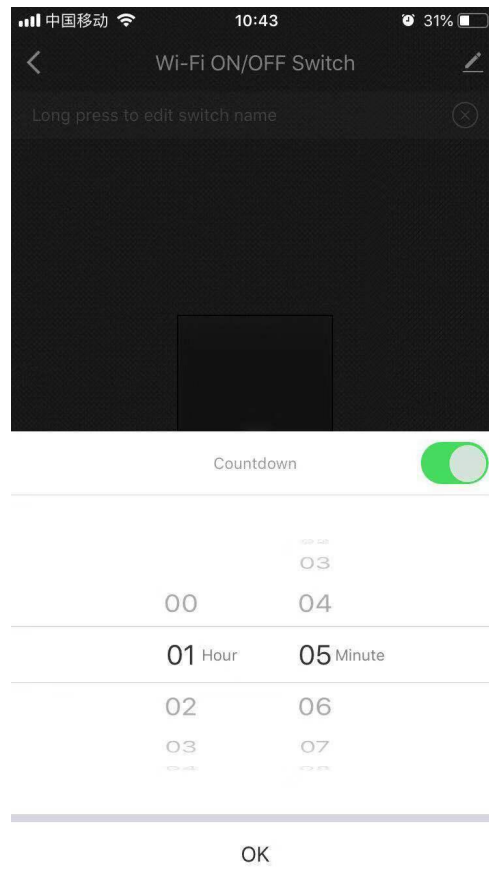 中国移动 10:43 31%
Wi-Fi ON/OFF Switch
Long press to edit switch name
Countdown
03
00 04
01 Hour 05 Minute
02 06
03 07
OK